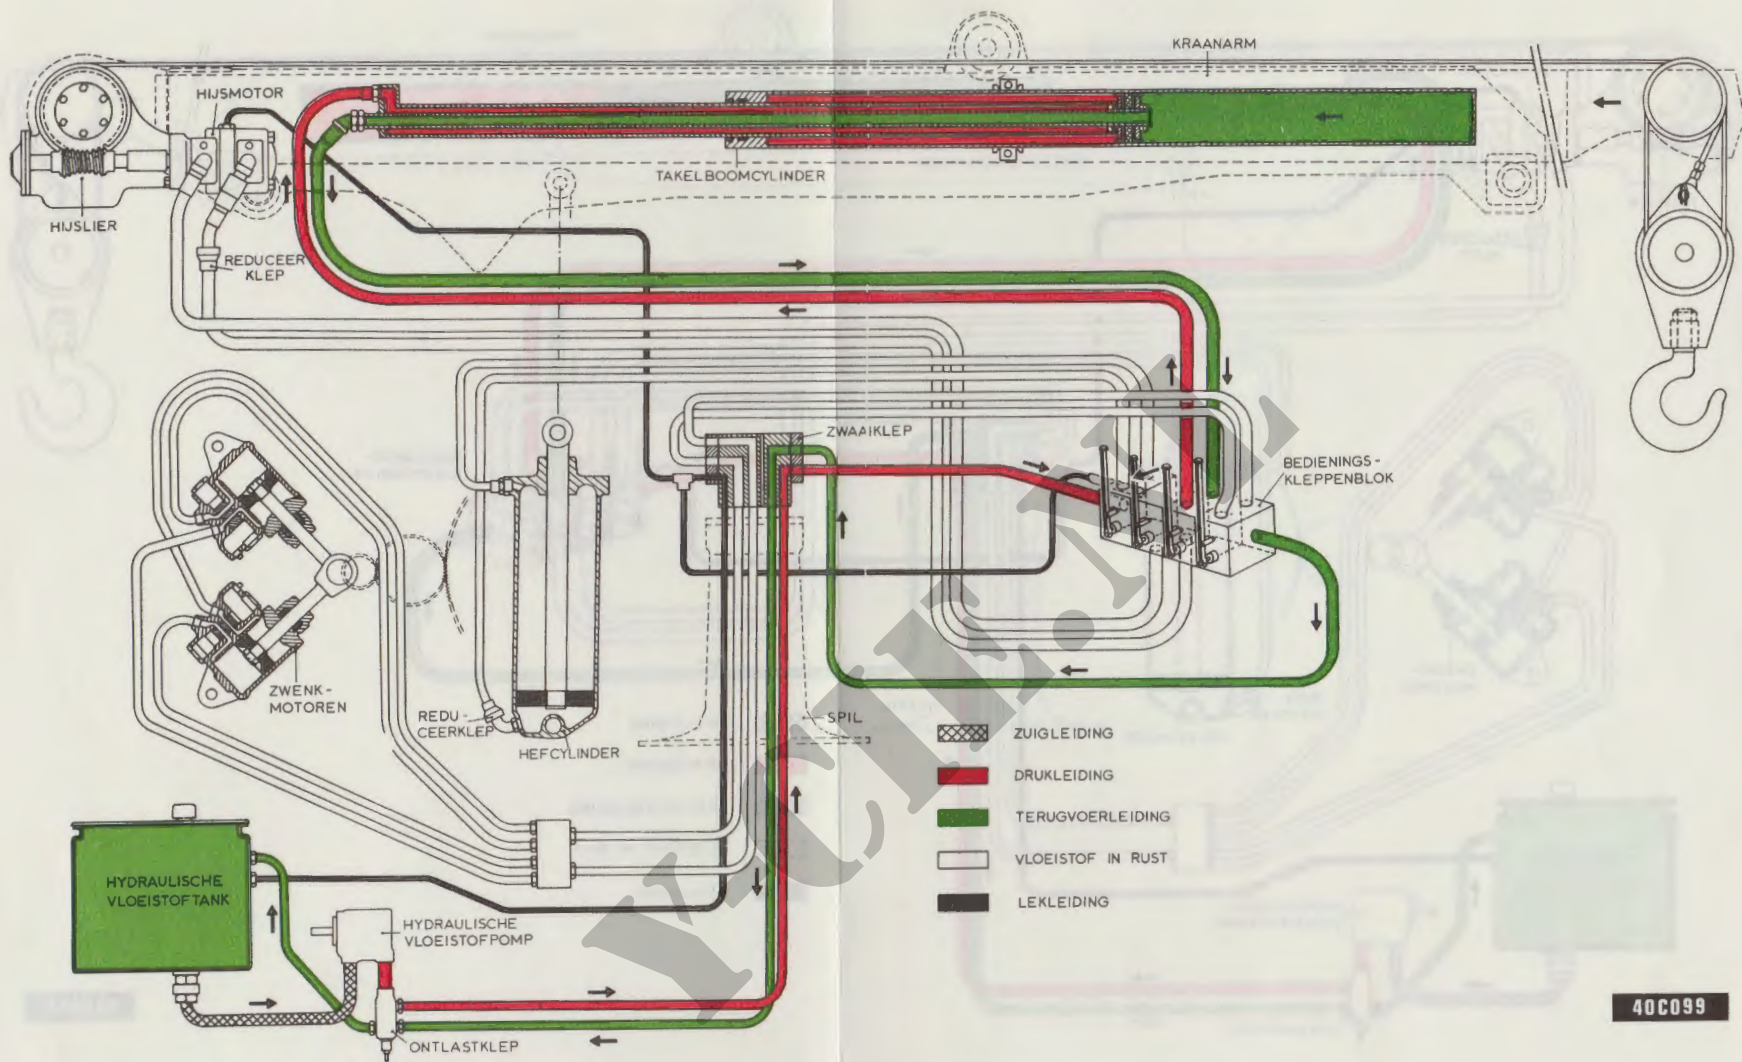 KRAANARM
HIJSMOTOR
TAKELBOOMCYLINDER
HIJSLIER
REDUCEER
KLEP
ZWAAIKLEP
BEDIENINGS-
KLEPPENBLOK
ZWENK-
MOTOREN
REDU-
CEERKLEP
HEFCYLINDER
SPIL
ZUIGLEIDING
DRUKLEIDING
TERUGVOERLEIDING
VLOEISTOF IN RUST
LEKLEIDING
HYDRAULISCHE
VLOEISTOFTANK
HYDRAULISCHE
VLOEISTOFPOMP
ONTLASTKLEP
40C099